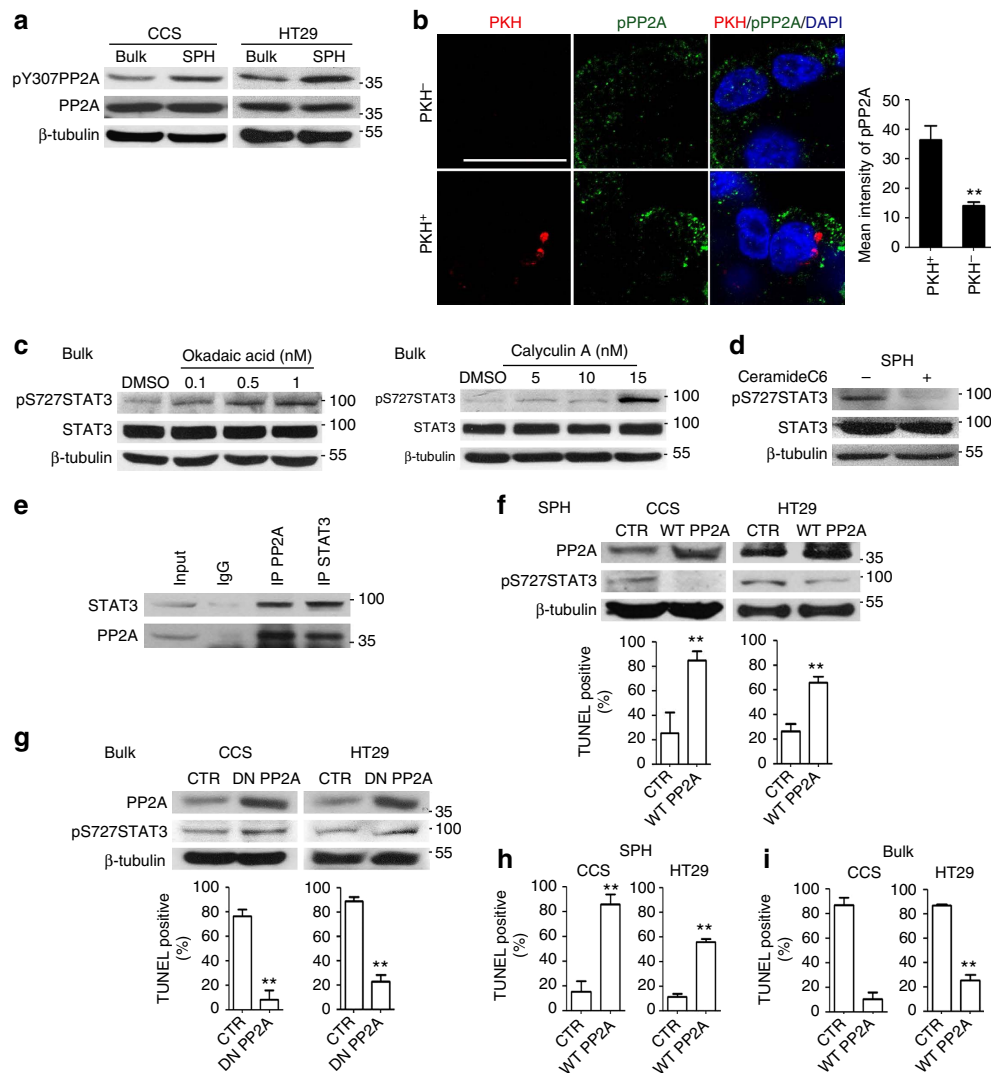 a
CCS HT29
Bulk SPH Bulk SPH
pY307PP2A
35
PP2A
35
β-tubulin
55
b
PKH pPP2A PKH/pPP2A/DAPI
PKH–
PKH+
Mean intensity of pPP2A
50
40
30
20
10
0
**
PKH+ PKH–
c
Bulk Okadaic acid (nM)
DMSO 0.1 0.5 1
pS727STAT3
100
STAT3
100
β-tubulin
55
Bulk Calyculin A (nM)
DMSO 5 10 15
pS727STAT3
100
STAT3
100
β-tubulin
55
d
SPH
CeramideC6 – +
pS727STAT3
100
STAT3
100
β-tubulin
55
e
Input IgG IP PP2A IP STAT3
STAT3
100
PP2A
35
f
SPH CCS HT29
CTR WT PP2A CTR WT PP2A
PP2A
35
pS727STAT3
100
β-tubulin
55
TUNEL positive
(%)
100
80
60
40
20
0
**
CTR WT PP2A
100
80
60
40
20
0
**
CTR WT PP2A
g
Bulk CCS HT29
CTR DN PP2A CTR DN PP2A
PP2A
35
pS727STAT3
100
β-tubulin
55
TUNEL positive
(%)
100
80
60
40
20
0
**
CTR DN PP2A
100
80
60
40
20
0
**
CTR DN PP2A
h
SPH
CCS HT29
TUNEL positive
(%)
100
80
60
40
20
0
**
CTR WT PP2A
100
80
60
40
20
0
**
CTR WT PP2A
i
Bulk
CCS HT29
TUNEL positive
(%)
100
80
60
40
20
0
CTR WT PP2A
100
80
60
40
20
0
**
CTR WT PP2A